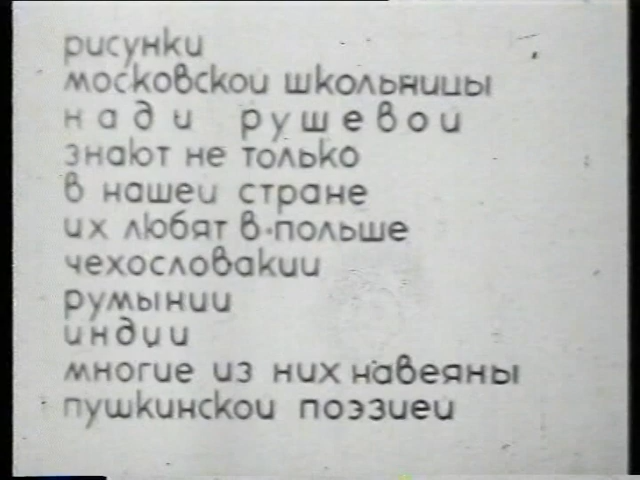 рисунки
московскои школьницы
нади рушевои
знают не только
в нашеи стране
их любят в польше
чехословакии
румынии
индии
многие из них навеяны
пушкинскои поэзиеи